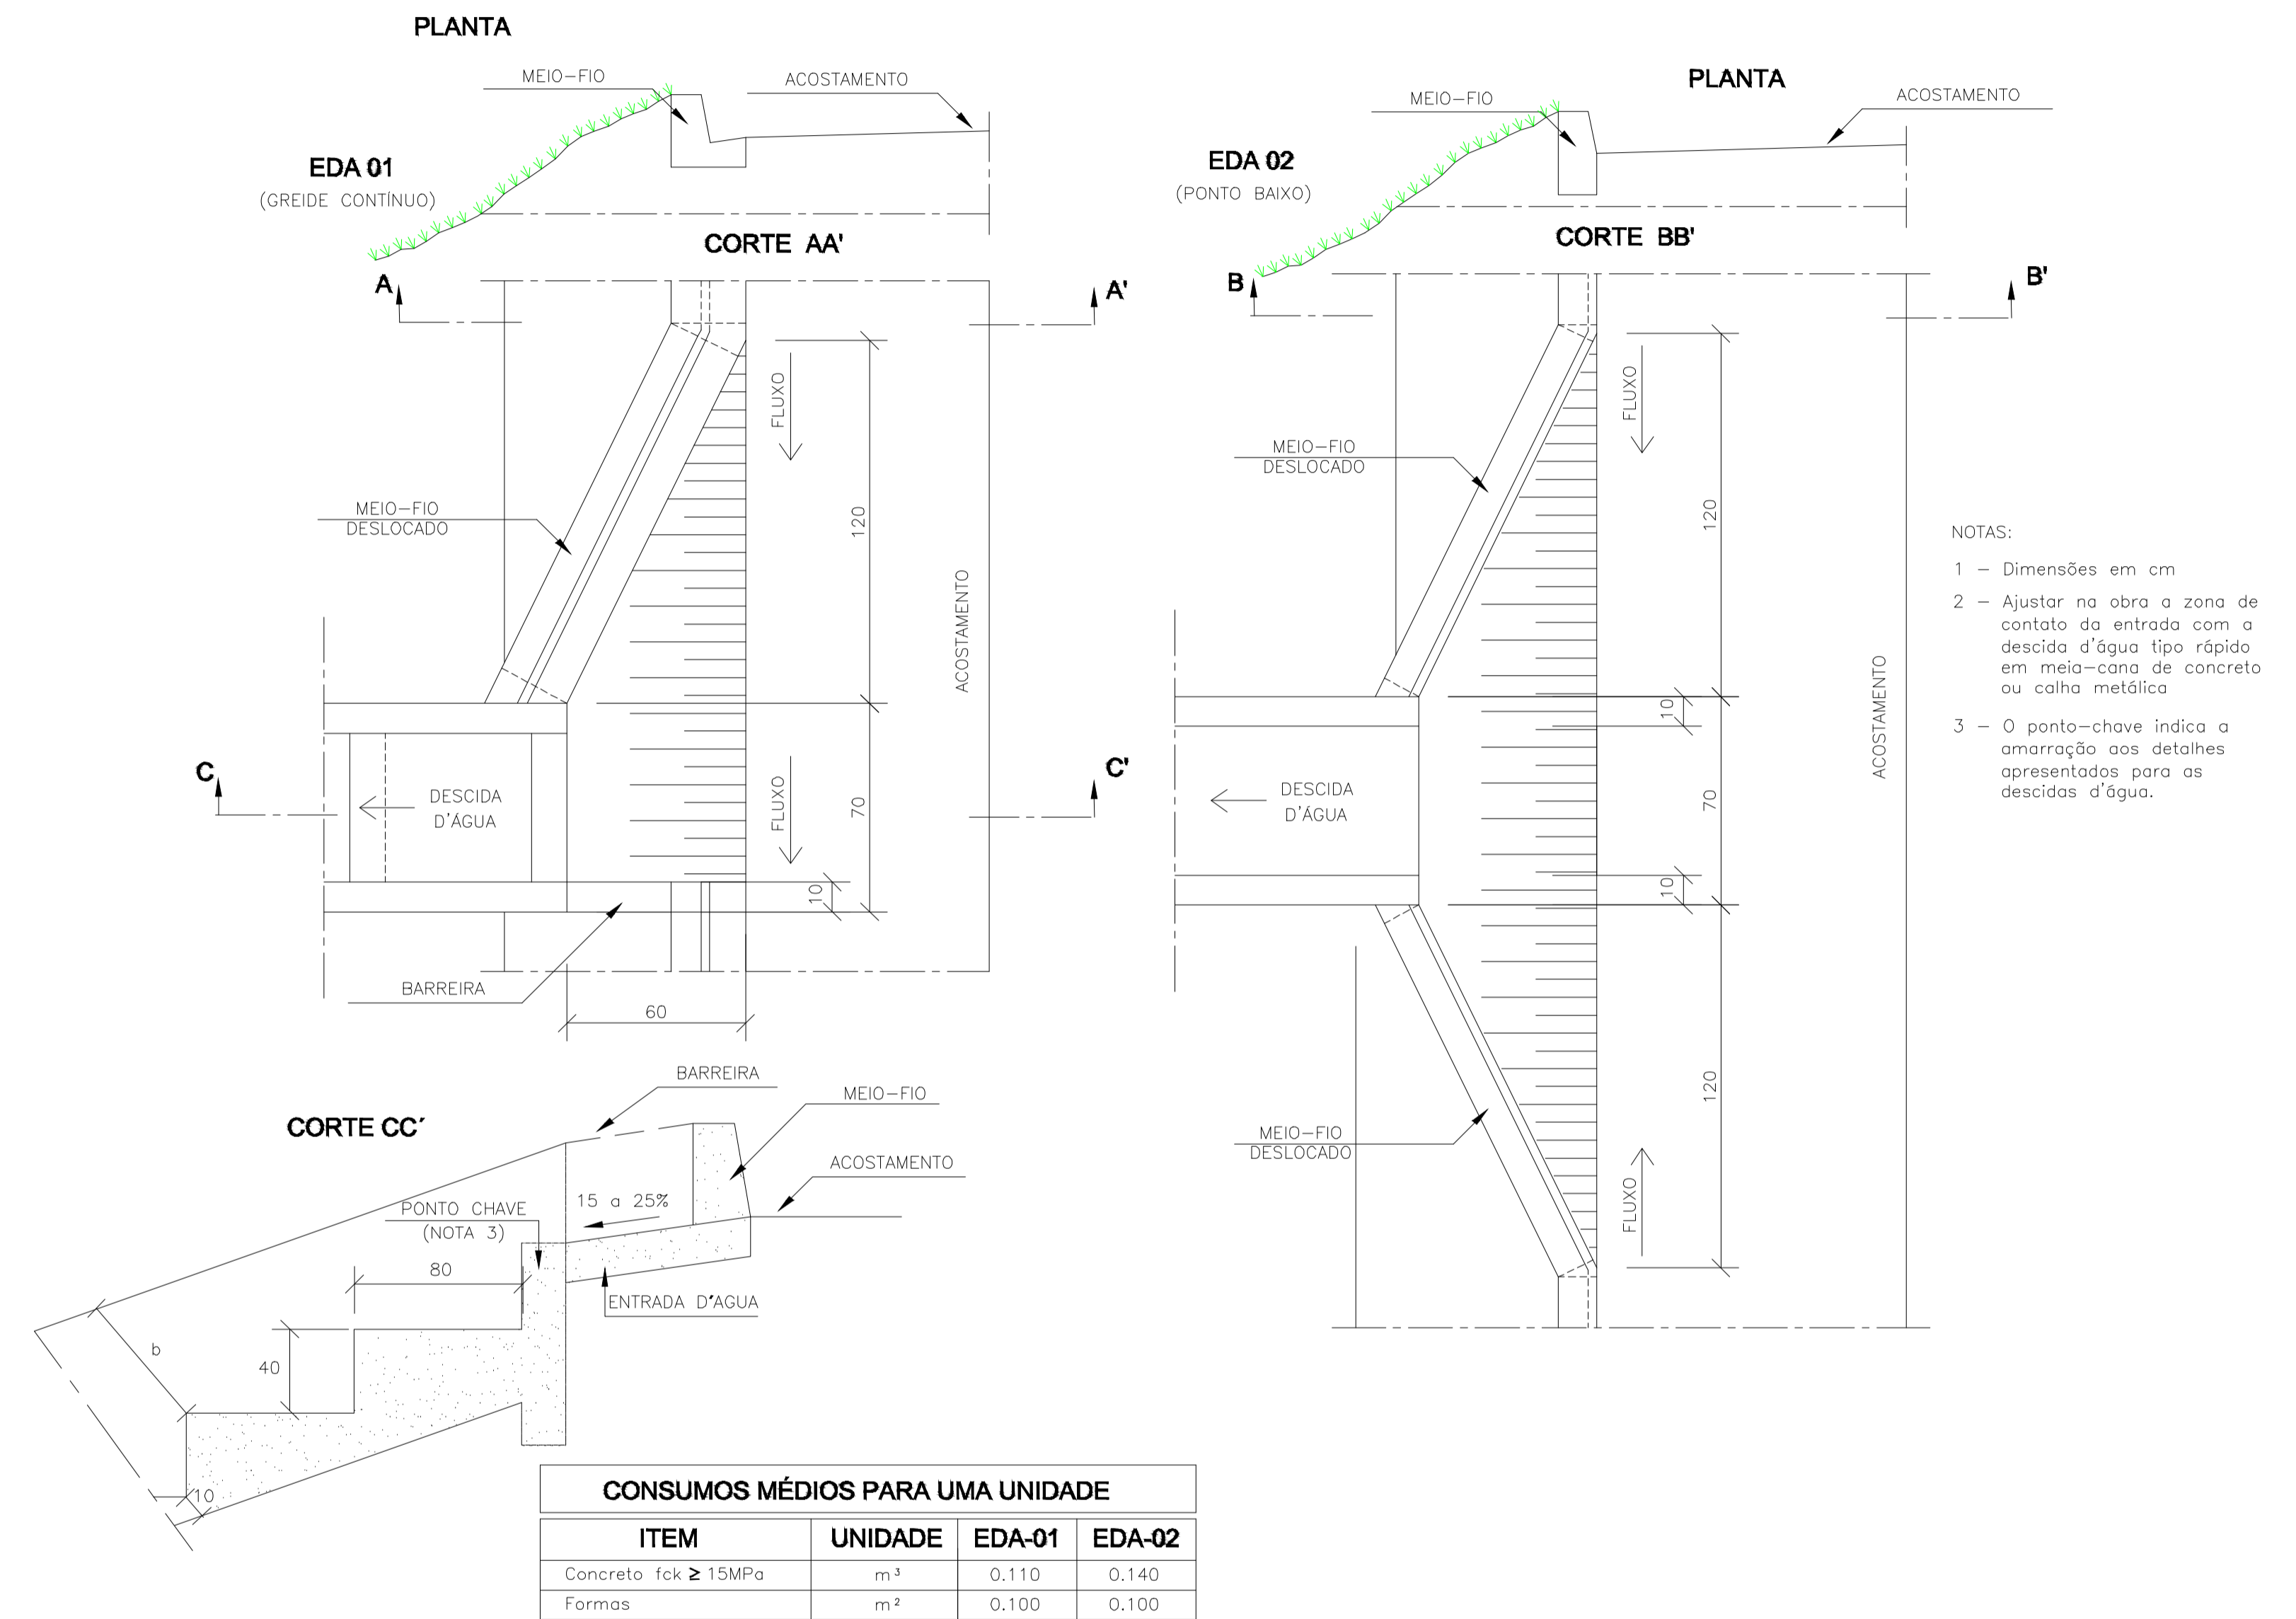 PLANTA
MEIO-FIO
ACOSTAMENTO
EDA 01
(GREIDE CONTÍNUO)
CORTE AA'
A
A'
FLUXO
120
MEIO-FIO
DESLOCADO
ACOSTAMENTO
C
C'
DESCIDA
D'ÁGUA
FLUXO
70
10
BARREIRA
60
PLANTA
MEIO-FIO
ACOSTAMENTO
EDA 02
(PONTO BAIXO)
CORTE BB'
B
B'
FLUXO
MEIO-FIO
DESLOCADO
120
10
DESCIDA
D'ÁGUA
70
10
ACOSTAMENTO
120
MEIO-FIO
DESLOCADO
FLUXO
NOTAS:
1 - Dimensões em cm
2 - Ajustar na obra a zona de
contato da entrada com a
descida d'água tipo rápido
em meia-cana de concreto
ou calha metálica
3 - O ponto-chave indica a
amarração aos detalhes
apresentados para as
descidas d'água.
CORTE CC´
BARREIRA
MEIO-FIO
ACOSTAMENTO
15 a 25%
PONTO CHAVE
(NOTA 3)
80
ENTRADA D'AGUA
b
40
10
CONSUMOS MÉDIOS PARA UMA UNIDADE
ITEM UNIDADE EDA-01 EDA-02
Concreto fck ≥ 15MPa m³ 0.110 0.140
Formas m² 0.100 0.100